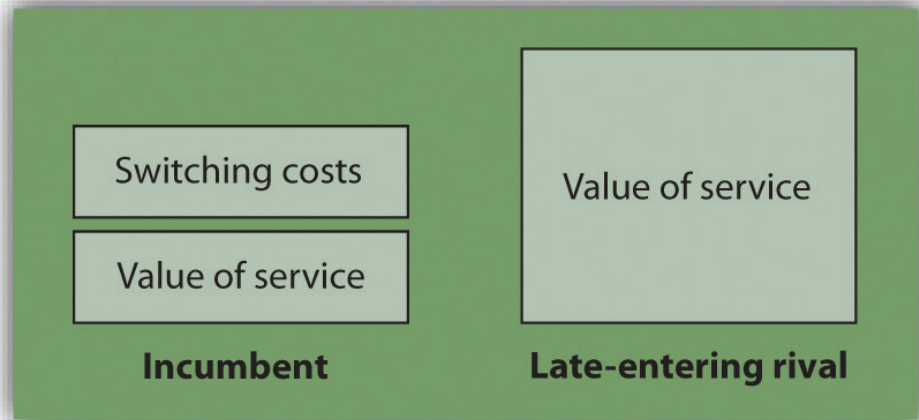 Switching costs
Value of service
Incumbent
Value of service
Late-entering rival